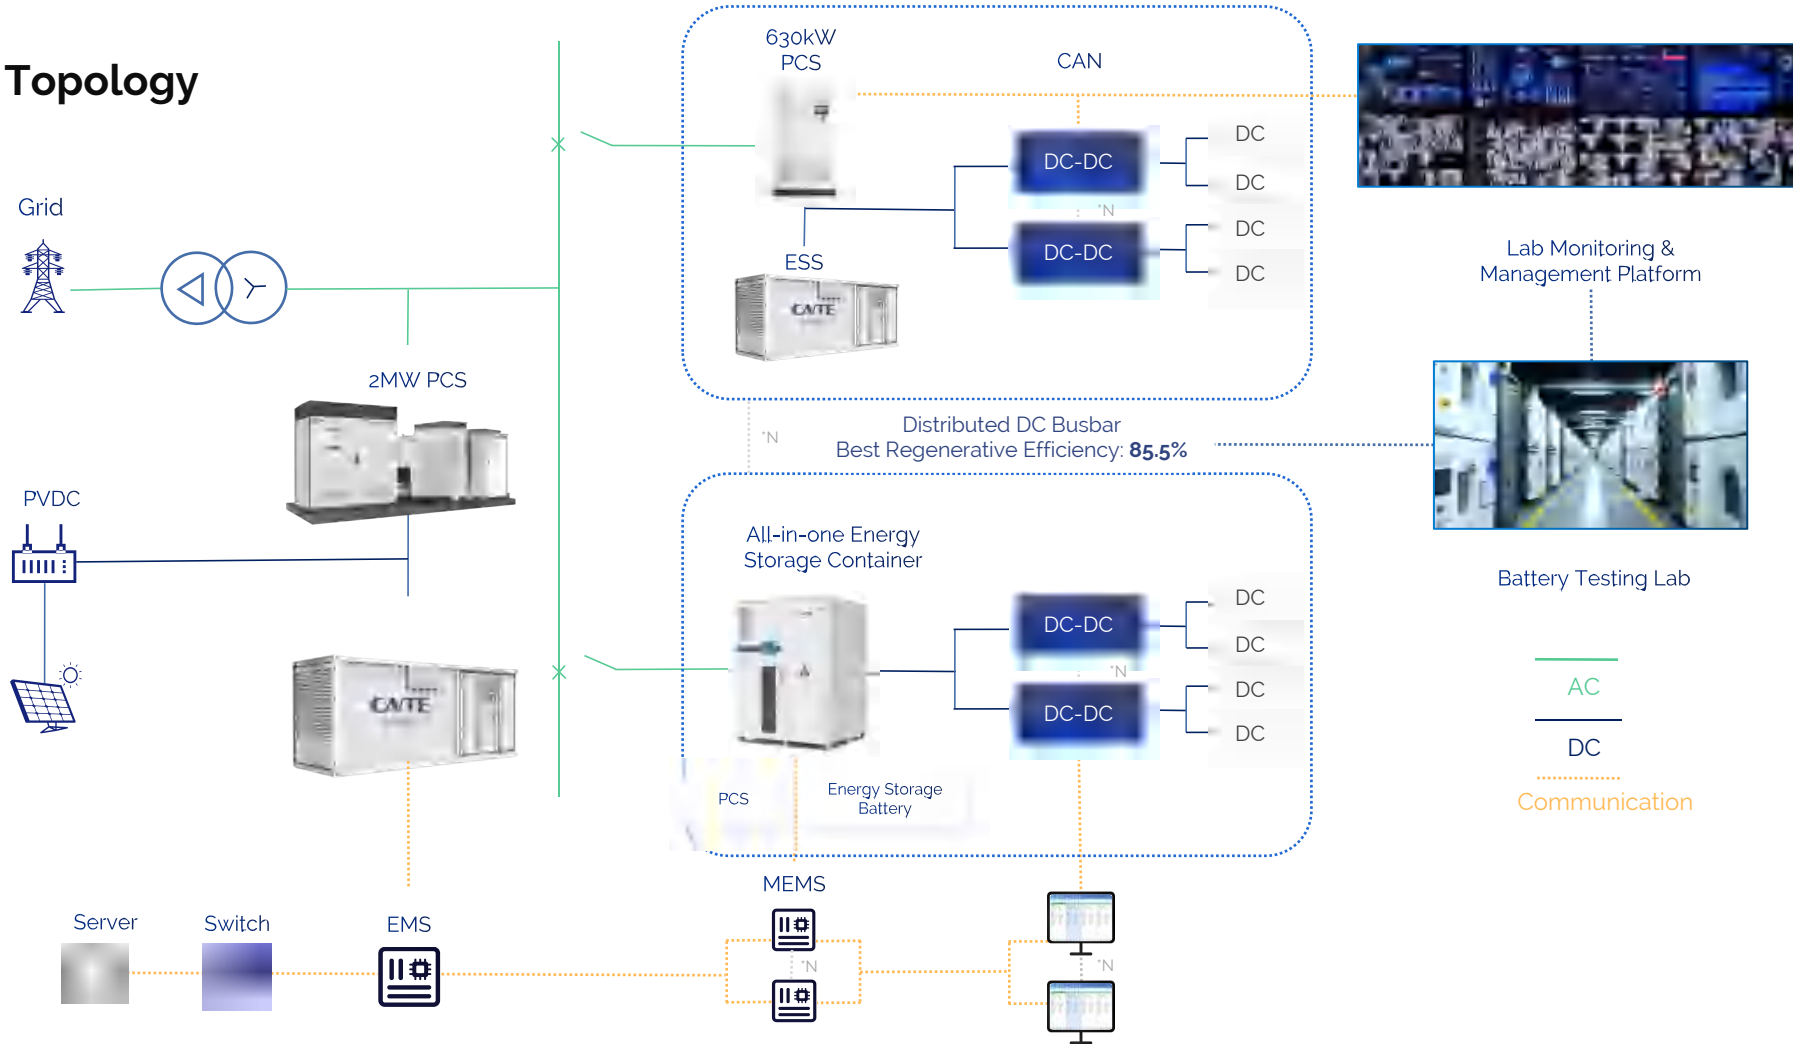 Topology
630kW
PCS
CAN
DC-DC
DC
DC
*N
DC-DC
DC
DC
ESS
Grid
2MW PCS
PVDC
Lab Monitoring &
Management Platform
*N
Distributed DC Busbar
Best Regenerative Efficiency: 85.5%
Battery Testing Lab
All-in-one Energy
Storage Container
DC-DC
DC
DC
*N
DC-DC
DC
DC
PCS
Energy Storage
Battery
AC
DC
Communication
Server
Switch
EMS
MEMS
*N
*N